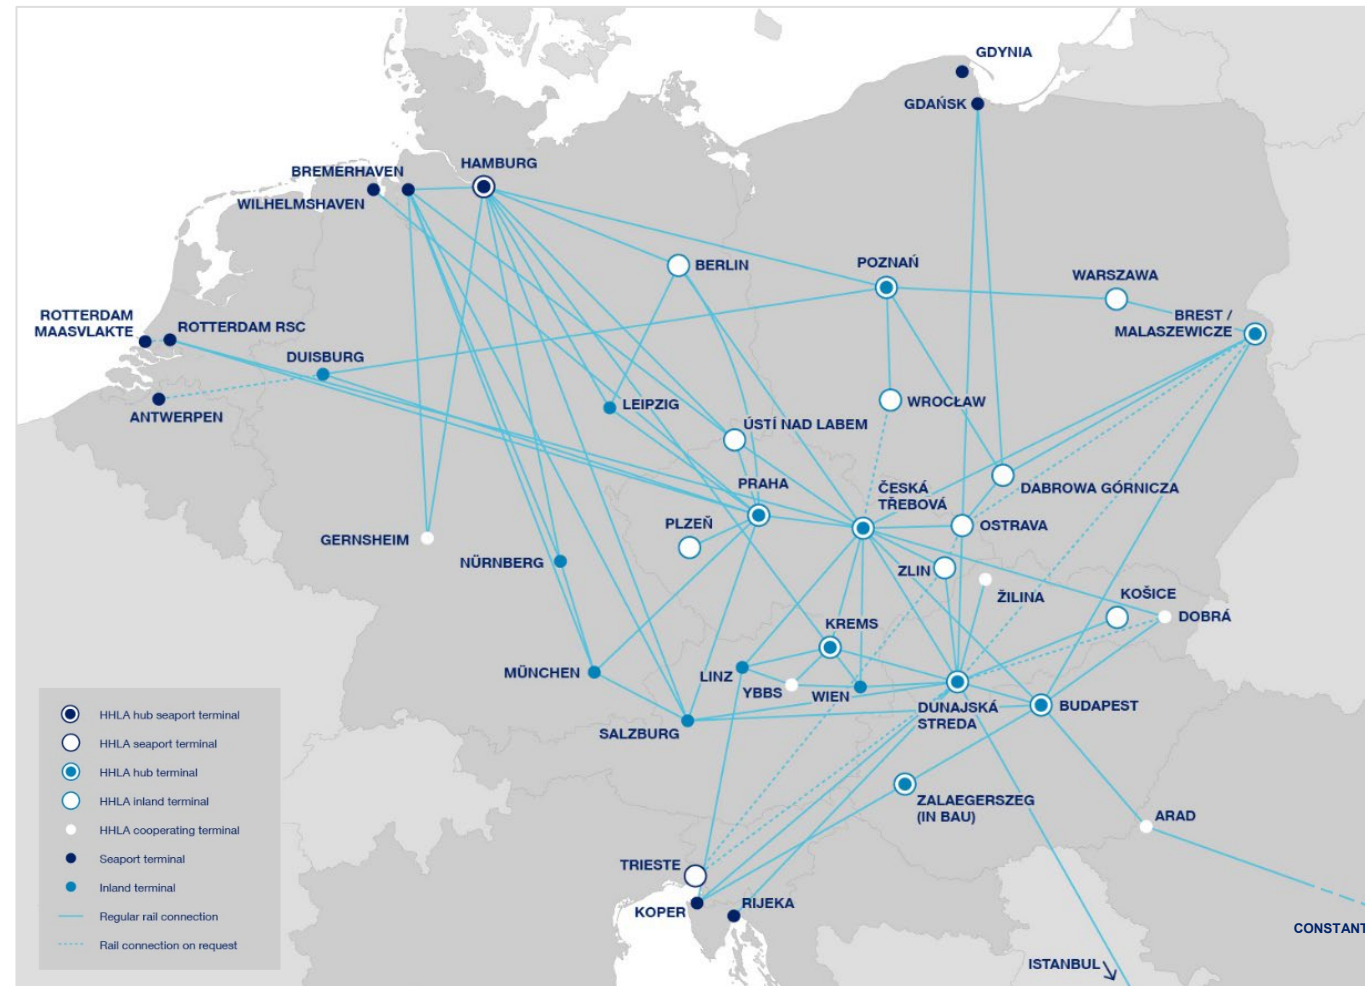 GDYNIA
GDAŃSK
HAMBURG
BREMERHAVEN
WILHELMSHAVEN
BERLIN
POZNAŃ
WARSZAWA
BREST /
MALASZEWICZE
ROTTERDAM
MAASVLAKTE
ROTTERDAM RSC
DUISBURG
ANTWERPEN
LEIPZIG
WROCŁAW
ÚSTÍ NAD LABEM
PRAHA
ČESKÁ
TŘEBOVÁ
DABROWA GÓRNICZA
OSTRAVA
PLZEŇ
GERNSHEIM
NÜRNBERG
ZLIN
ŽILINA
KOŠICE
DOBRÁ
KREMS
MÜNCHEN
LINZ
YBBS
WIEN
DUNAJSKÁ
STREDA
BUDAPEST
SALZBURG
ZALAEGERSZEG
(IN BAU)
ARAD
TRIESTE
KOPER
RIJEKA
CONSTANT
ISTANBUL
HHLA hub seaport terminal
HHLA seaport terminal
HHLA hub terminal
HHLA inland terminal
HHLA cooperating terminal
Seaport terminal
Inland terminal
Regular rail connection
Rail connection on request